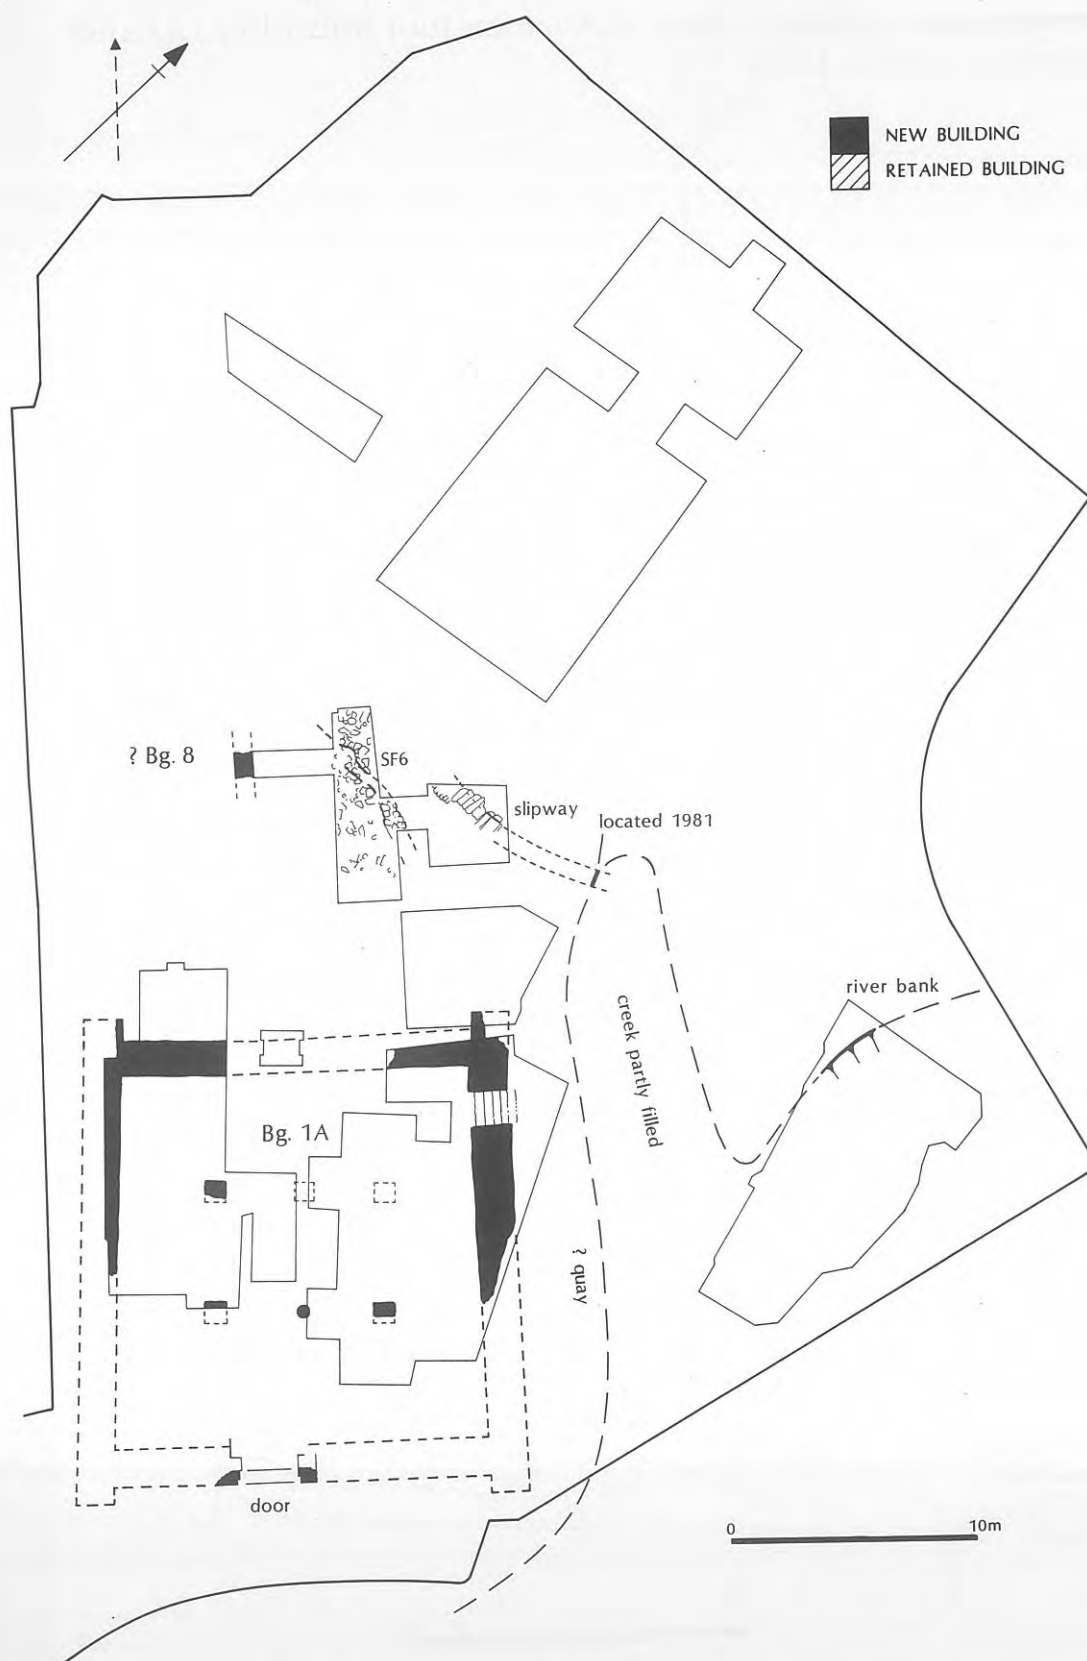 NEW BUILDING
RETAINED BUILDING
? Bg. 8
SF6
slipway
located 1981
river bank
creek partly filled
Bg. 1A
? quay
door
0
10m